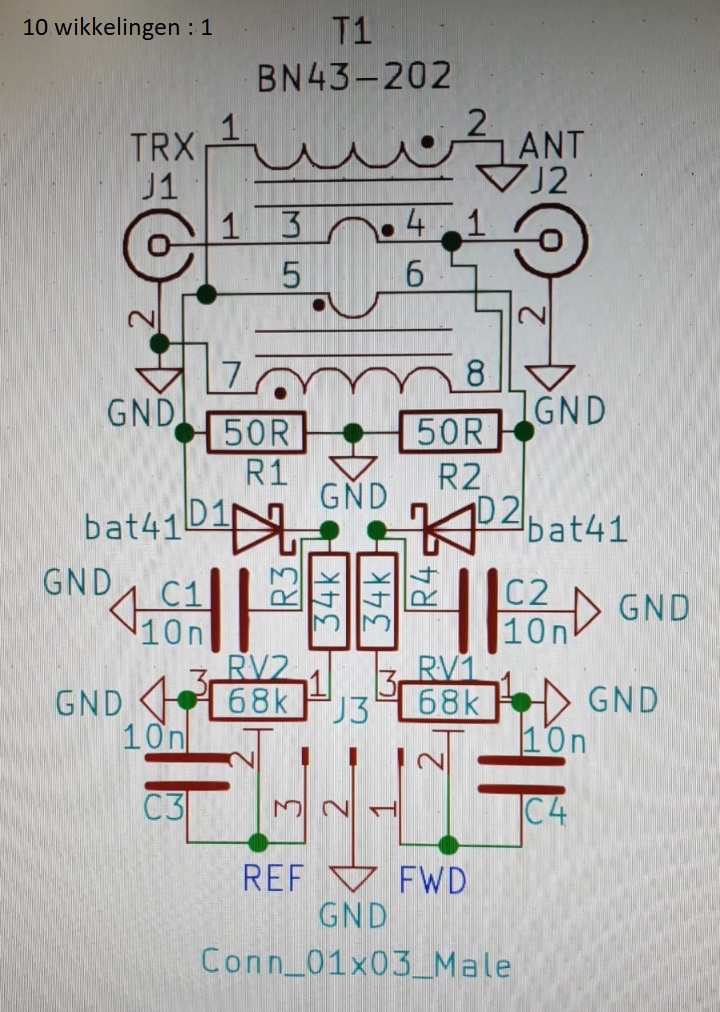 10 wikkelingen : 1
T1
BN43-202
1 2
TRX ANT
J1 J2
1 3 4 1
5 6
2 2
7 8
GND GND
50R 50R
R1 R2
GND
D1 D2
bat41 bat41
GND C1 R3 34k 34k R4 C2 GND
10n 10n
RV2 RV1
GND 3 68k 1 J3 3 68k 1 GND
10n 2 2 10n
C3 3 2 1 C4
REF FWD
GND
Conn_01x03_Male